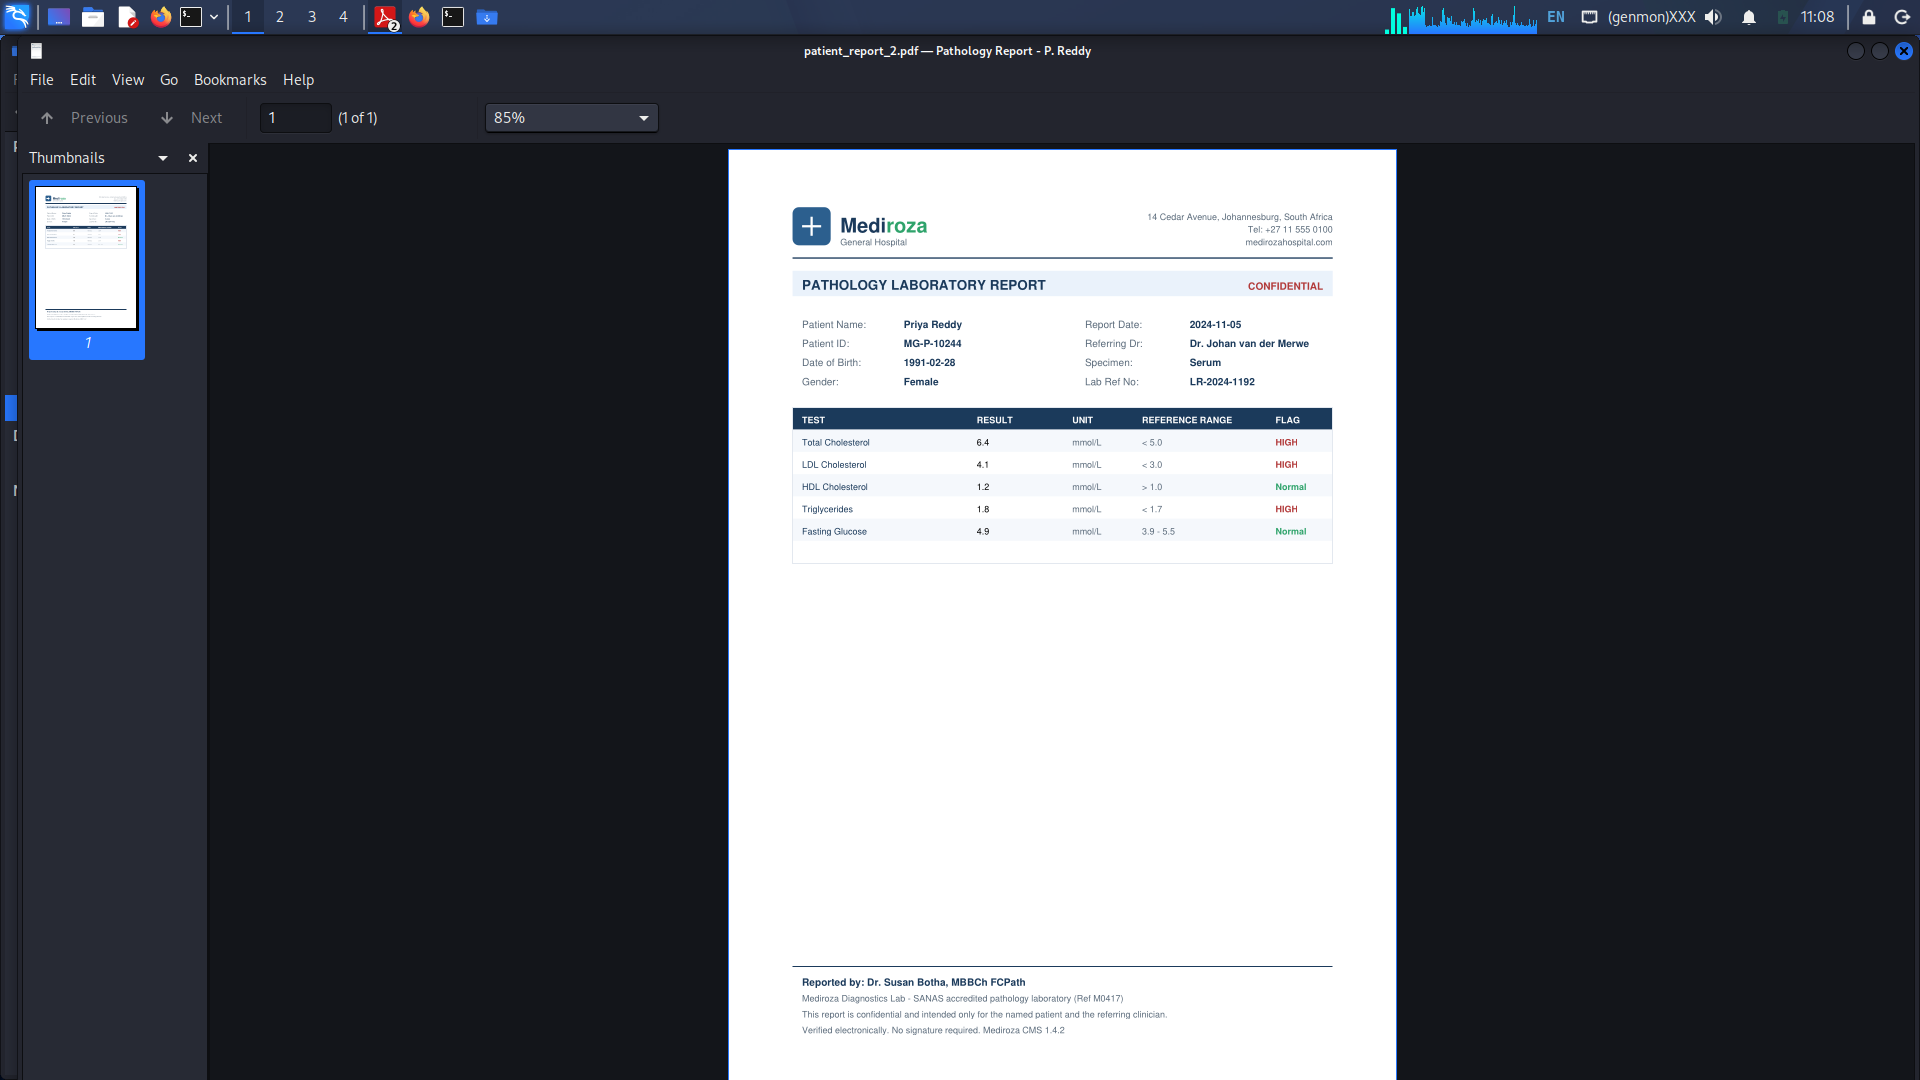 1 2 3 4 2 EN (genmon)XXX 11:08
patient_report_2.pdf — Pathology Report - P. Reddy
File Edit View Go Bookmarks Help
Previous Next 1 (1 of 1) 85%
Thumbnails
1
Mediroza
General Hospital
14 Cedar Avenue, Johannesburg, South Africa
Tel: +27 11 555 0100
medirozahospital.com
PATHOLOGY LABORATORY REPORT CONFIDENTIAL
Patient Name: Priya Reddy Report Date: 2024-11-05
Patient ID: MG-P-10244 Referring Dr: Dr. Johan van der Merwe
Date of Birth: 1991-02-28 Specimen: Serum
Gender: Female Lab Ref No: LR-2024-1192
TEST RESULT UNIT REFERENCE RANGE FLAG
Total Cholesterol 6.4 mmol/L < 5.0 HIGH
LDL Cholesterol 4.1 mmol/L < 3.0 HIGH
HDL Cholesterol 1.2 mmol/L > 1.0 Normal
Triglycerides 1.8 mmol/L < 1.7 HIGH
Fasting Glucose 4.9 mmol/L 3.9 - 5.5 Normal
Reported by: Dr. Susan Botha, MBBCh FCPath
Mediroza Diagnostics Lab - SANAS accredited pathology laboratory (Ref M0417)
This report is confidential and intended only for the named patient and the referring clinician.
Verified electronically. No signature required. Mediroza CMS 1.4.2